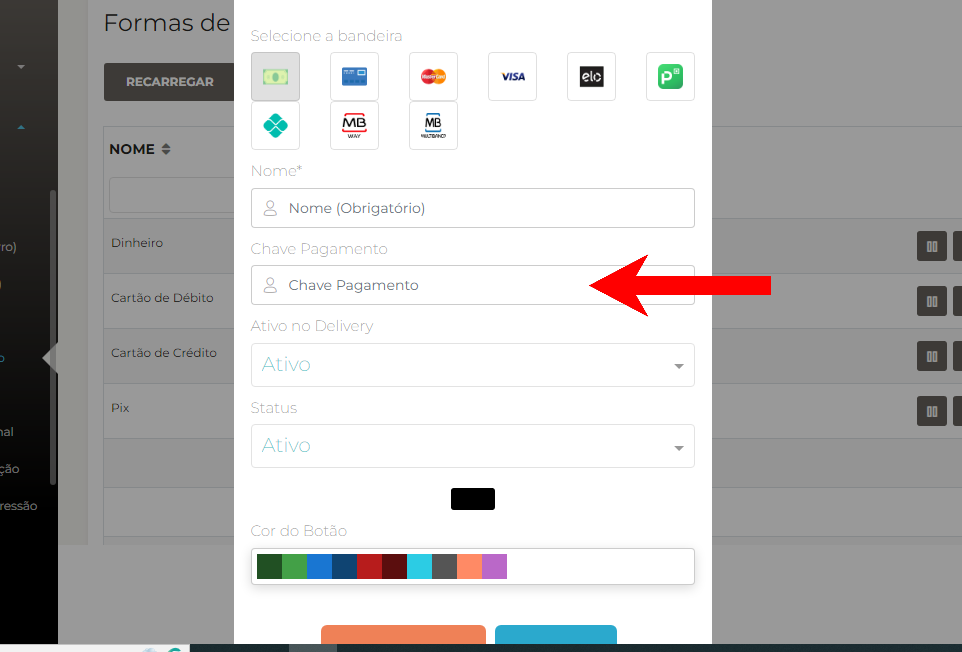 Formas de
RECARREGAR
NOME
Dinheiro
Cartão de Débito
Cartão de Crédito
Pix
Selecione a bandeira
MasterCard
VISA
elo
P
MB
WAY
MB
MULTIBANCO
Nome*
Nome (Obrigatório)
Chave Pagamento
Chave Pagamento
Ativo no Delivery
Ativo
Status
Ativo
Cor do Botão
ro)
nal
ção
ressão